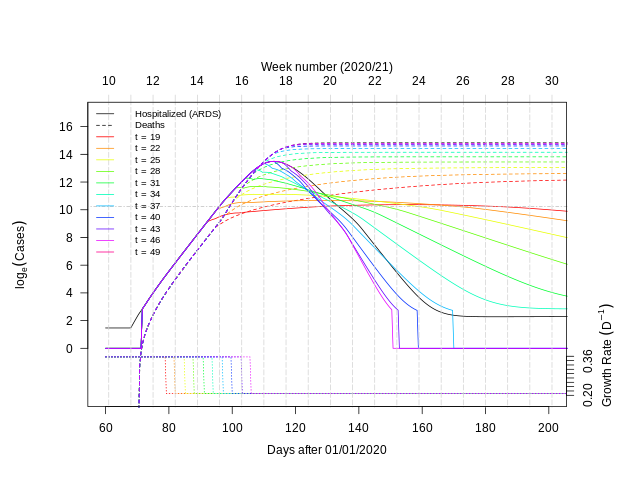 Week number (2020/21)
10 12 14 16 18 20 22 24 26 28 30
Hospitalized (ARDS)
Deaths
t = 19
t = 22
t = 25
t = 28
t = 31
t = 34
t = 37
t = 40
t = 43
t = 46
t = 49
16
14
12
10
8
6
4
2
0
logₑ(Cases)
0.36
0.20
Growth Rate (D⁻¹)
60 80 100 120 140 160 180 200
Days after 01/01/2020